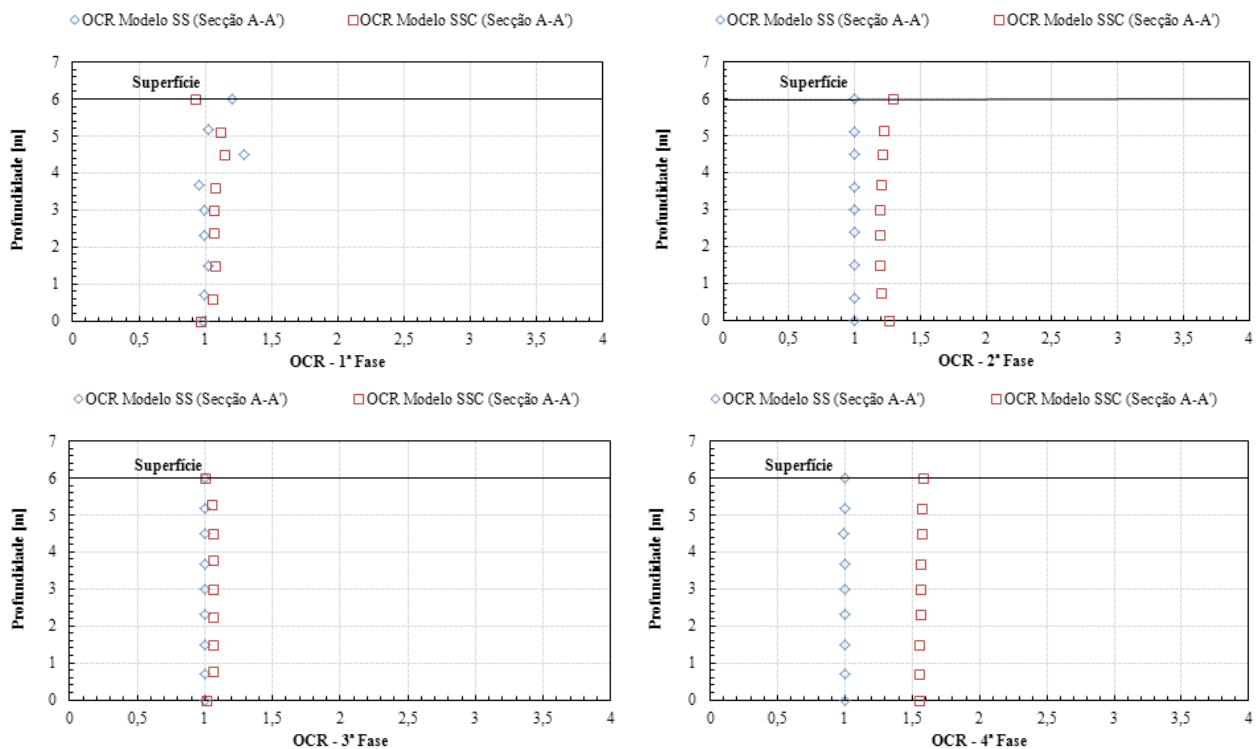 OCR Modelo SS (Secção A-A') OCR Modelo SSC (Secção A-A')
7
6
5
4
3
2
1
0
Profundidade [m]
Superfície
0 0,5 1 1,5 2 2,5 3 3,5 4
OCR - 1ª Fase
OCR Modelo SS (Secção A-A') OCR Modelo SSC (Secção A-A')
7
6
5
4
3
2
1
0
Profundidade [m]
Superfície
0 0,5 1 1,5 2 2,5 3 3,5 4
OCR - 2ª Fase
OCR Modelo SS (Secção A-A') OCR Modelo SSC (Secção A-A')
7
6
5
4
3
2
1
0
Profundidade [m]
Superfície
0 0,5 1 1,5 2 2,5 3 3,5 4
OCR - 3ª Fase
OCR Modelo SS (Secção A-A') OCR Modelo SSC (Secção A-A')
7
6
5
4
3
2
1
0
Profundidade [m]
Superfície
0 0,5 1 1,5 2 2,5 3 3,5 4
OCR - 4ª Fase